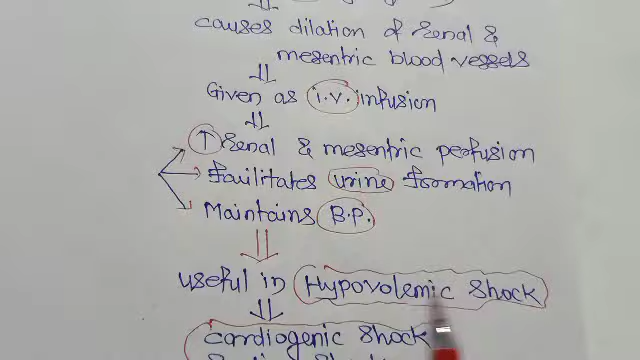 causes dilation of renal &
mesentric blood vessels
Given as i.v. infusion
↑ renal & mesentric perfusion
facilitates urine formation
Maintains B.P.
useful in Hypovolemic Shock
cardiogenic Shock